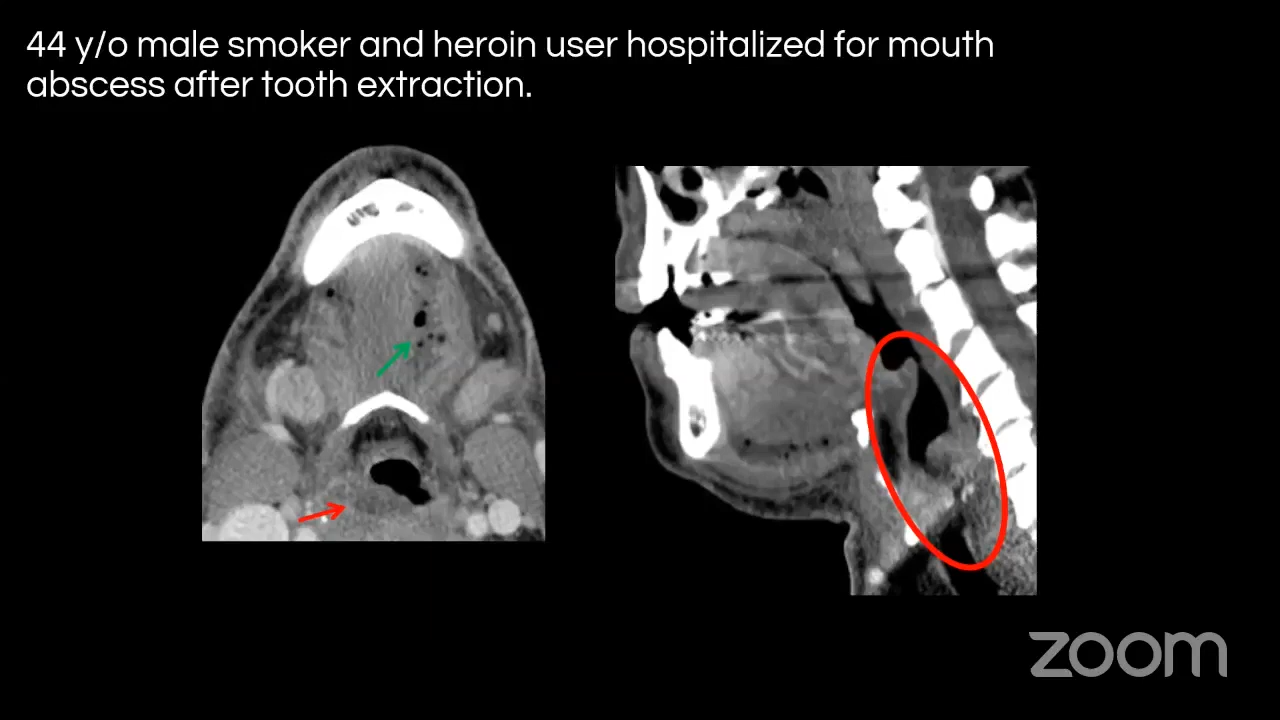 44 y/o male smoker and heroin user hospitalized for mouth
abscess after tooth extraction.
zoom